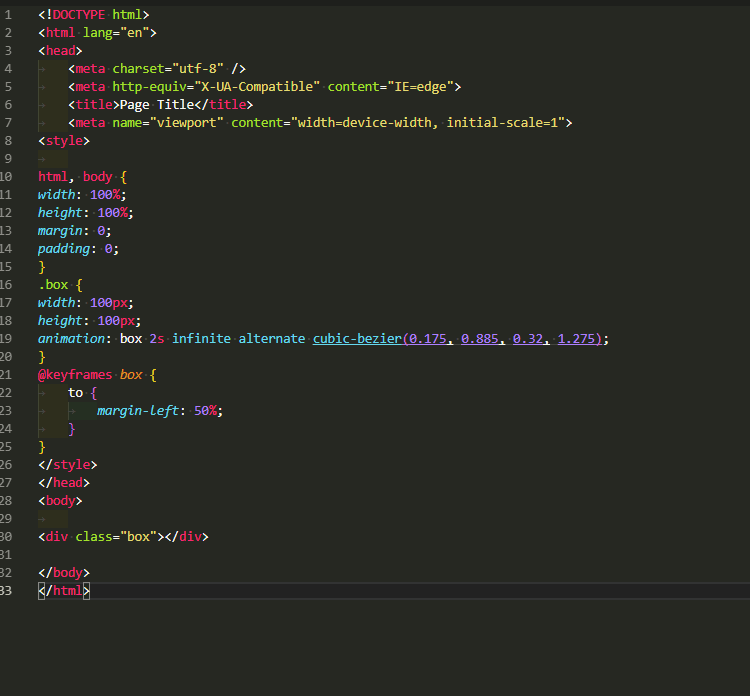 1 <!DOCTYPE html>
2 <html lang="en">
3 <head>
4 <meta charset="utf-8" />
5 <meta http-equiv="X-UA-Compatible" content="IE=edge">
6 <title>Page Title</title>
7 <meta name="viewport" content="width=device-width, initial-scale=1">
8 <style>
9
10 html, body {
11 width: 100%;
12 height: 100%;
13 margin: 0;
14 padding: 0;
15 }
16 .box {
17 width: 100px;
18 height: 100px;
19 animation: box 2s infinite alternate cubic-bezier(0.175, 0.885, 0.32, 1.275);
20 }
21 @keyframes box {
22 to {
23 margin-left: 50%;
24 }
25 }
26 </style>
27 </head>
28 <body>
29
30 <div class="box"></div>
31
32 </body>
33 </html>